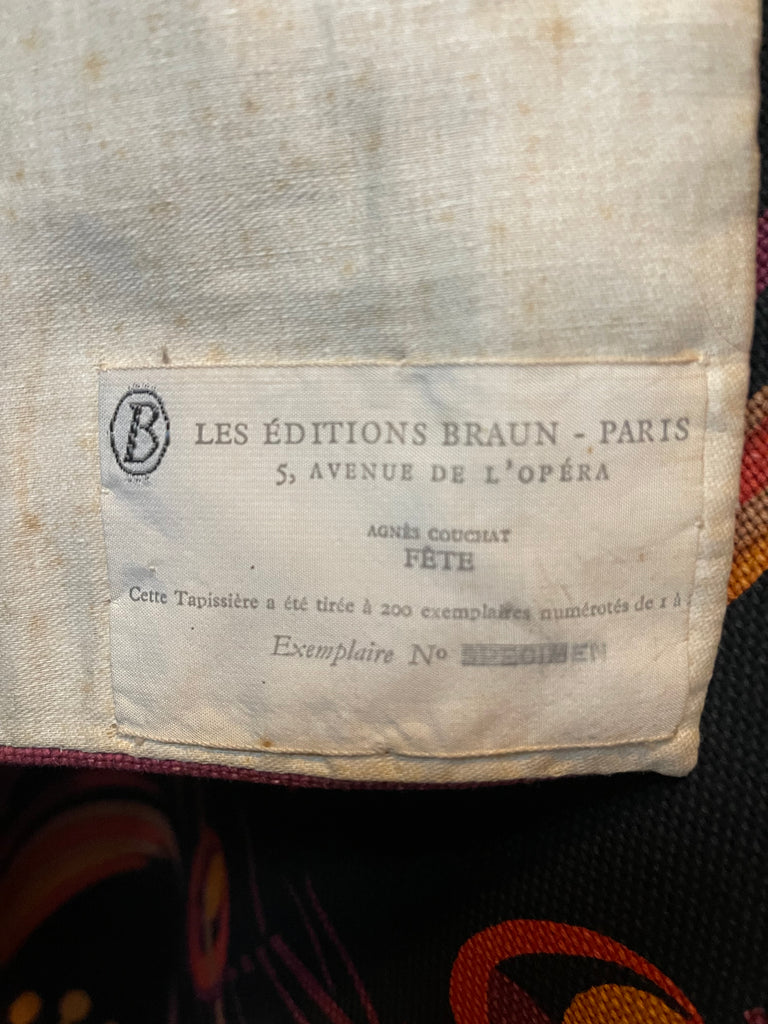 B
LES ÉDITIONS BRAUN - PARIS
5, AVENUE DE L'OPÉRA
AGNÈS COUCHAT
FÊTE
Cette Tapissière a été tirée à 200 exemplaires numérotés de 1 à
Exemplaire No SPECIMEN